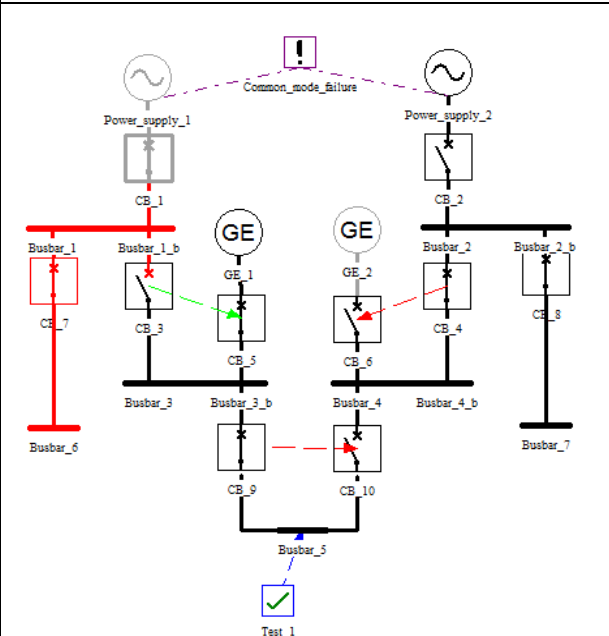 !
Common_mode_failure
Power_supply_1
Power_supply_2
CB_1
CB_2
Busbar_1
Busbar_1_b
GE
GE
Busbar_2
Busbar_2_b
GE_1
GE_2
CB_7
CB_3
CB_4
CB_8
CB_5
CB_6
Busbar_3
Busbar_3_b
Busbar_4
Busbar_4_b
Busbar_6
Busbar_7
CB_9
CB_10
Busbar_5
Test_1